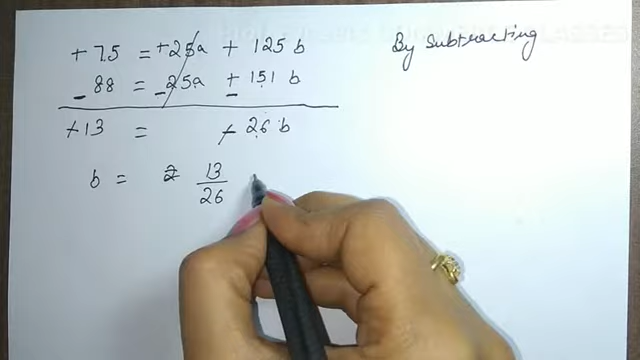 + 75 = +25a + 125 b By Subtracting
- 88 = - 25a + - 151 b
-13 = - 26 b
b = 13/26